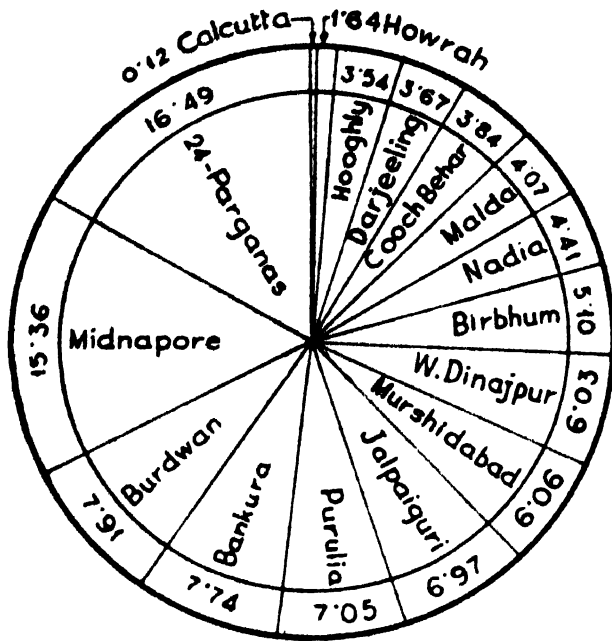 0·12 Calcutta
1·64 Howrah
3·54
Hooghly
3·67
Darjeeling
3·84
Cooch Behar
4·07
Malda
4·41
Nadia
5·10
Birbhum
6·03
W. Dinajpur
6·06
Murshidabad
6·97
Jalpaiguri
7·05
Purulia
7·74
Bankura
7·91
Burdwan
15·36
Midnapore
16·49
24-Parganas